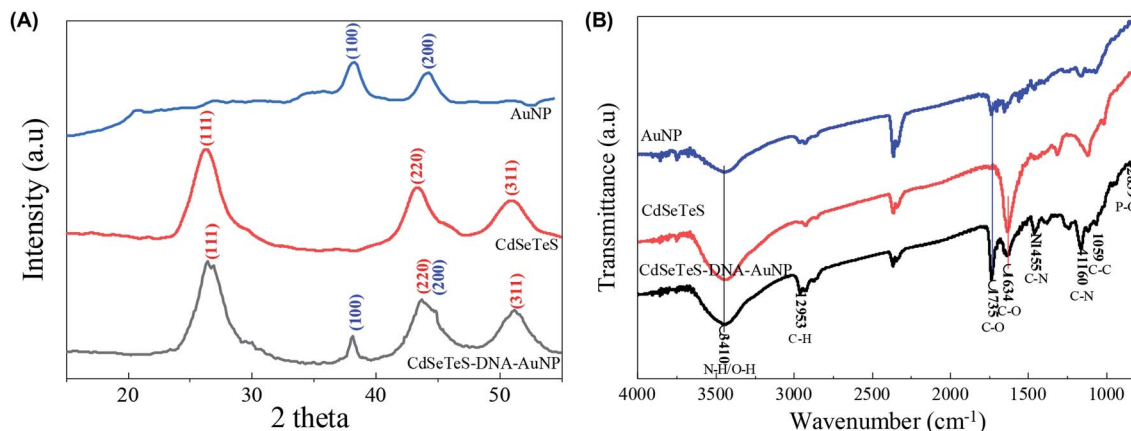 (A)
Intensity (a.u)
(100)
(200)
AuNP
(111)
(220)
(311)
CdSeTeS
(111)
(100)
(220)
(200)
(311)
CdSeTeS-DNA-AuNP
20
30
40
50
2 theta
(B)
Transmittance (a.u)
AuNP
CdSeTeS
CdSeTeS-DNA-AuNP
3410
N-H/O-H
2953
C-H
1735
C-O
1634
C-O
1455
C-N
1160
C-N
1059
C-C
4000
3500
3000
2500
2000
1500
1000
Wavenumber (cm⁻¹)